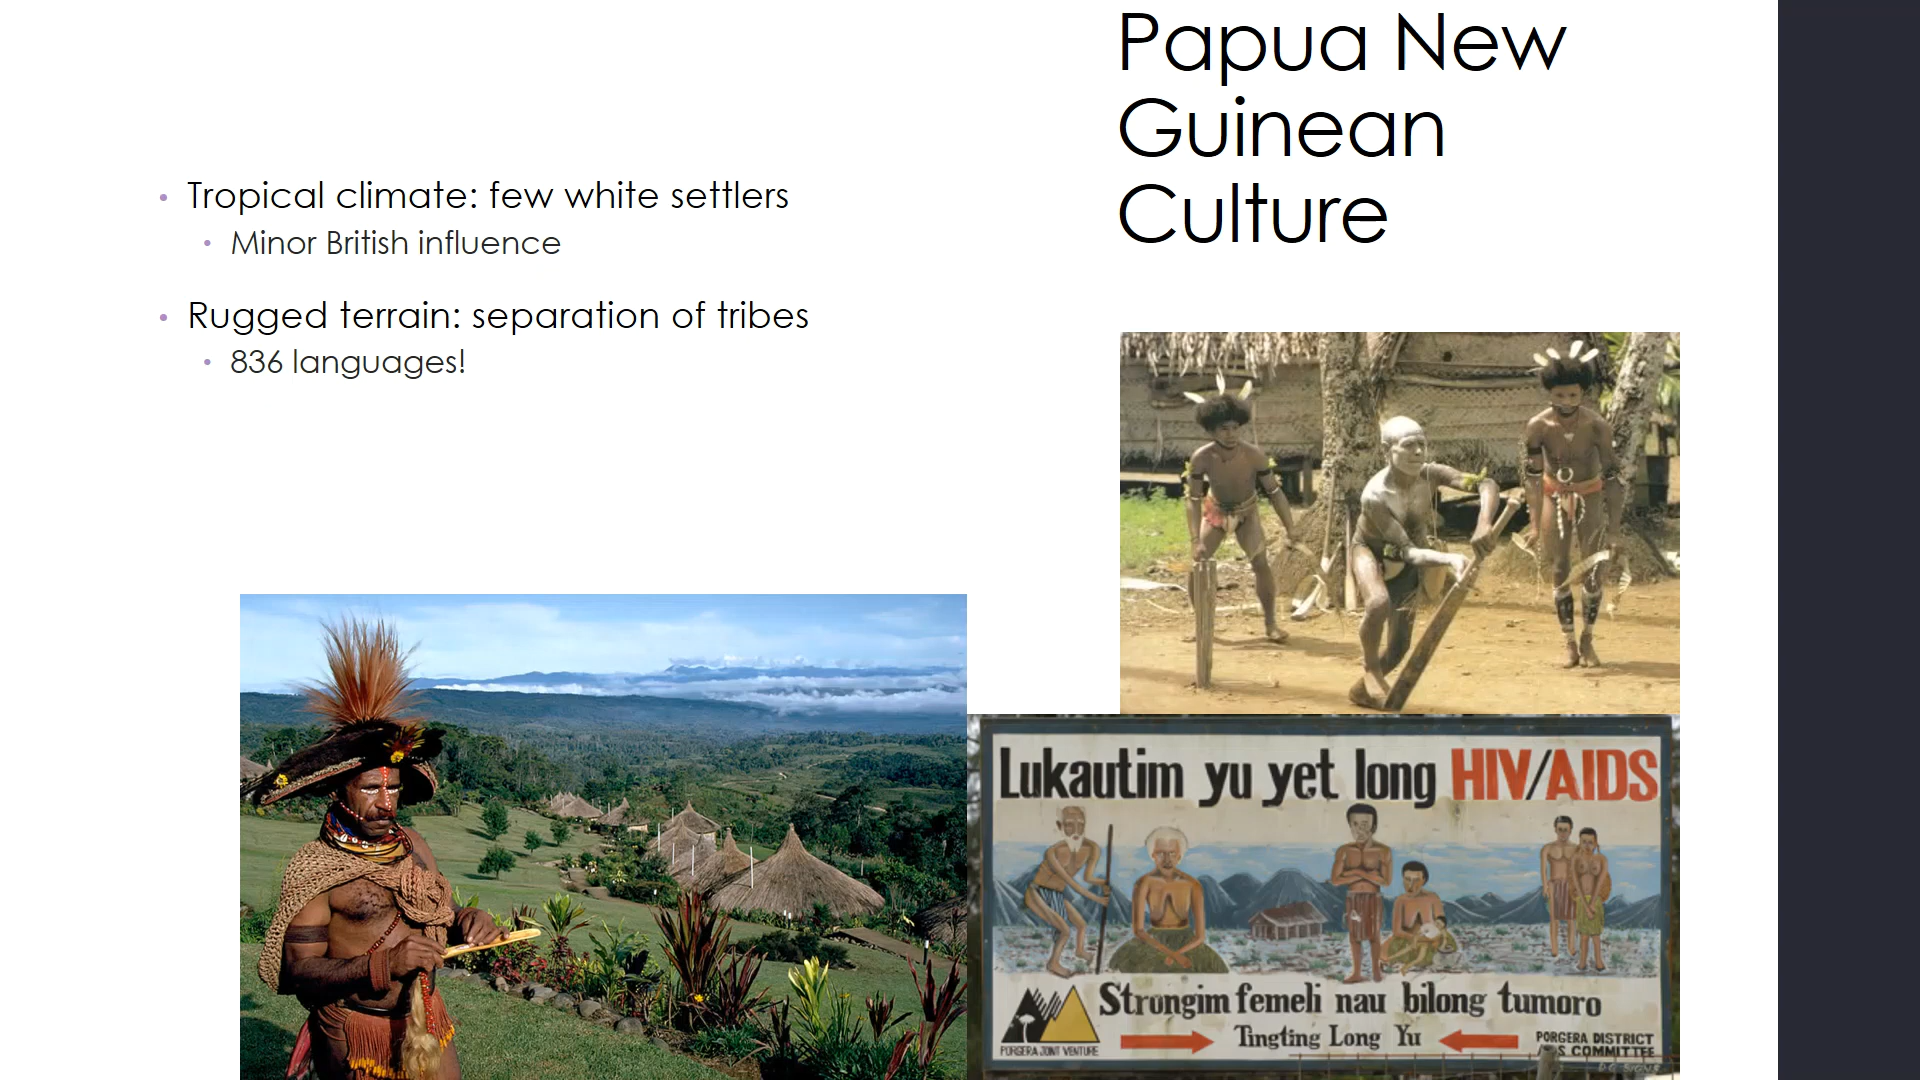 Papua New
Guinean
Culture
Tropical climate: few white settlers
Minor British influence
Rugged terrain: separation of tribes
836 languages!
Lukautim yu yet long HIV/AIDS
Strongim femeli nau bilong tumoro
Tingting Long Yu
PORGERA JOINT VENTURE
PORGERA DISTRICT
COMMITTEE